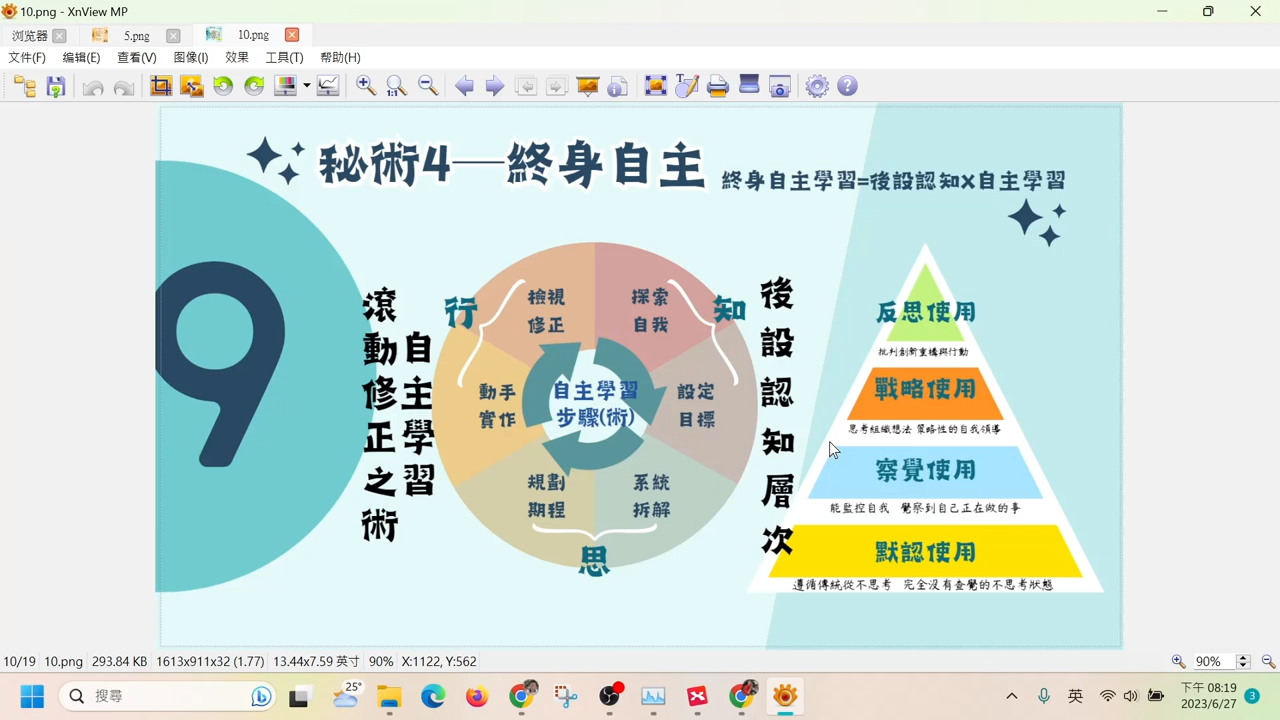 10.png - XnView MP
浏览器
5.png
10.png
文件(F) 编辑(E) 查看(V) 图像(I) 效果 工具(T) 帮助(H)
秘術4—終身自主
終身自主學習=後設認知X自主學習
9
滾動修正之術
自主學習
行
知
思
檢視
修正
探索
自我
動手
實作
設定
目標
規劃
期程
系統
拆解
自主學習
步驟(術)
後設認知層次
反思使用
批判創新重構與行動
戰略使用
思考組織想法 策略性的自我領導
察覺使用
能監控自我 覺察到自己正在做的事
默認使用
遵循傳統從不思考 完全沒有查覺的不思考狀態
10/19 10.png 293.84 KB 1613x911x32 (1.77) 13.44x7.59 英寸 90% X:1122, Y:562
90%
搜尋
25°
英
下午 08:19
2023/6/27
3